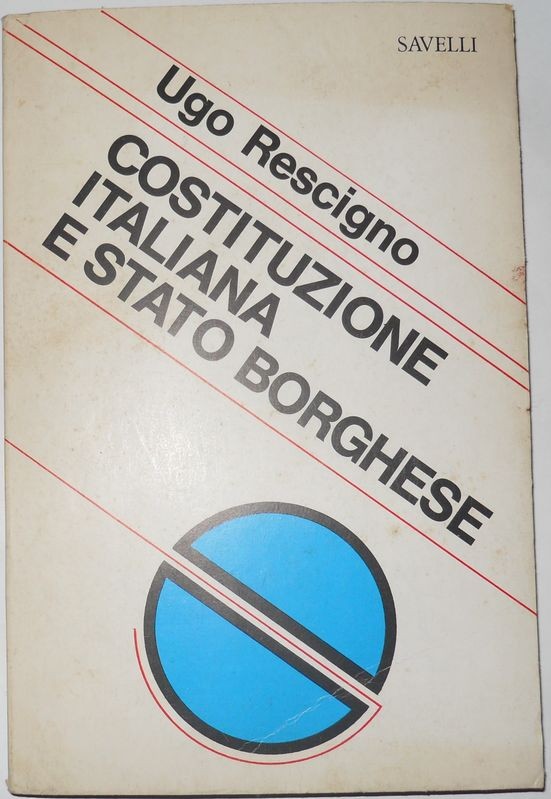 SAVELLI
Ugo Rescigno
COSTITUZIONE
ITALIANA
E STATO BORGHESE